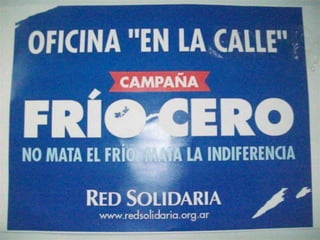 OFICINA "EN LA CALLE"
CAMPAÑA
FRÍO CERO
NO MATA EL FRÍO, MATA LA INDIFERENCIA
RED SOLIDARIA
www.redsolidaria.org.ar